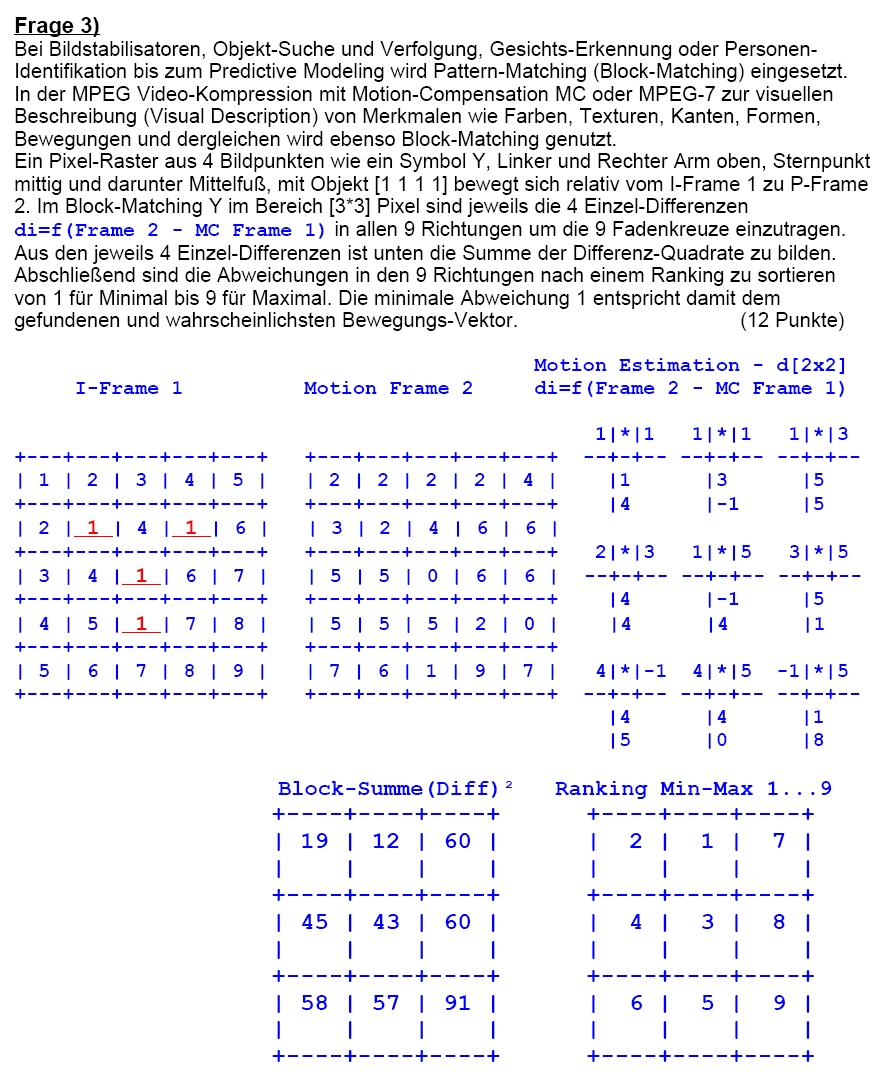 Frage 3)
Bei Bildstabilisatoren, Objekt-Suche und Verfolgung, Gesichts-Erkennung oder Personen-
Identifikation bis zum Predictive Modeling wird Pattern-Matching (Block-Matching) eingesetzt.
In der MPEG Video-Kompression mit Motion-Compensation MC oder MPEG-7 zur visuellen
Beschreibung (Visual Description) von Merkmalen wie Farben, Texturen, Kanten, Formen,
Bewegungen und dergleichen wird ebenso Block-Matching genutzt.
Ein Pixel-Raster aus 4 Bildpunkten wie ein Symbol Y, Linker und Rechter Arm oben, Sternpunkt
mittig und darunter Mittelfuß, mit Objekt [1 1 1 1] bewegt sich relativ vom I-Frame 1 zu P-Frame
2. Im Block-Matching Y im Bereich [3*3] Pixel sind jeweils die 4 Einzel-Differenzen
di=f(Frame 2 - MC Frame 1) in allen 9 Richtungen um die 9 Fadenkreuze einzutragen.
Aus den jeweils 4 Einzel-Differenzen ist unten die Summe der Differenz-Quadrate zu bilden.
Abschließend sind die Abweichungen in den 9 Richtungen nach einem Ranking zu sortieren
von 1 für Minimal bis 9 für Maximal. Die minimale Abweichung 1 entspricht damit dem
gefundenen und wahrscheinlichsten Bewegungs-Vektor. (12 Punkte)
Motion Estimation - d[2x2]
I-Frame 1 Motion Frame 2 di=f(Frame 2 - MC Frame 1)
1|*|1 1|*|1 1|*|3
+---+---+---+---+---+ +---+---+---+---+---+ --+-+-- --+-+-- --+-+--
| 1 | 2 | 3 | 4 | 5 | | 2 | 2 | 2 | 2 | 4 | |1 |3 |5
+---+---+---+---+---+ +---+---+---+---+---+ |4 |-1 |5
| 2 |_1_| 4 |_1_| 6 | | 3 | 2 | 4 | 6 | 6 |
+---+---+---+---+---+ +---+---+---+---+---+ 2|*|3 1|*|5 3|*|5
| 3 | 4 |_1_| 6 | 7 | | 5 | 5 | 0 | 6 | 6 | --+-+-- --+-+-- --+-+--
+---+---+---+---+---+ +---+---+---+---+---+ |4 |-1 |5
| 4 | 5 |_1_| 7 | 8 | | 5 | 5 | 5 | 2 | 0 | |4 |4 |1
+---+---+---+---+---+ +---+---+---+---+---+
| 5 | 6 | 7 | 8 | 9 | | 7 | 6 | 1 | 9 | 7 | 4|*|-1 4|*|5 -1|*|5
+---+---+---+---+---+ +---+---+---+---+---+ --+-+-- --+-+-- --+-+--
|4 |4 |1
|5 |0 |8
Block-Summe(Diff)² Ranking Min-Max 1...9
+----+----+----+ +----+----+----+
| 19 | 12 | 60 | | 2 | 1 | 7 |
| | | | | | | |
+----+----+----+ +----+----+----+
| 45 | 43 | 60 | | 4 | 3 | 8 |
| | | | | | | |
+----+----+----+ +----+----+----+
| 58 | 57 | 91 | | 6 | 5 | 9 |
| | | | | | | |
+----+----+----+ +----+----+----+